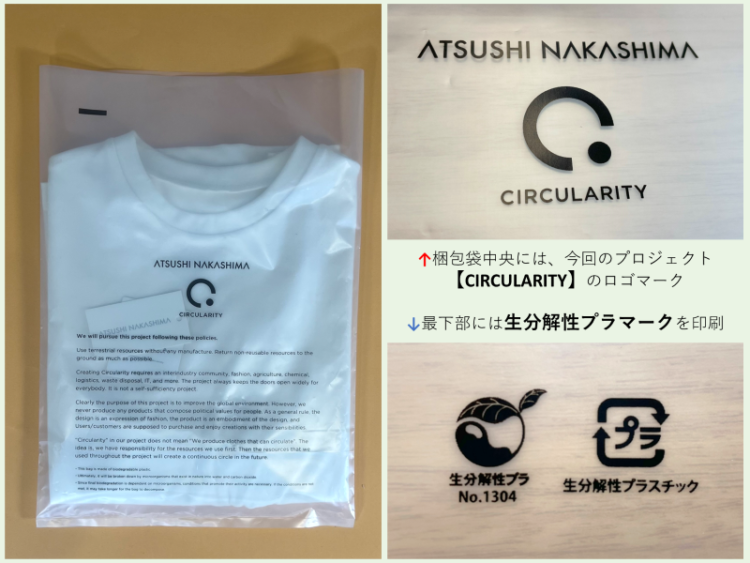 ATSUSHI NAKASHIMA
CIRCULARITY
We will pursue this project following these policies.
Use terrestrial resources without any manufacture. Return non-reusable resources to the
ground as much as possible.
Creating Circularity requires an interindustry community, fashion, agriculture, chemical,
logistics, waste disposal, IT, and more. The project always keeps the doors open widely for
everybody. It is not a self sufficiency project.
Clearly the purpose of this project is to improve the global environment. However, we
never produce any products that compose political values for people. As a general rule, the
design is an expression of fashion, the product is an embodiment of the design, and
Users/customers are supposed to purchase and enjoy creations with their sensibilities.
"Circularity" in our project does not mean "We produce clothes that can circulate". The
idea is, we have responsibility for the resources we use first. Then the resources that are
used throughout the project will create a continuous circle in the future.
ATSUSHI NAKASHIMA
ATSUSHI NAKASHIMA
CIRCULARITY
↑梱包袋中央には、今回のプロジェクト
【CIRCULARITY】のロゴマーク
↓最下部には生分解性プラマークを印刷
生分解性プラ
No.1304
プラ
生分解性プラスチック